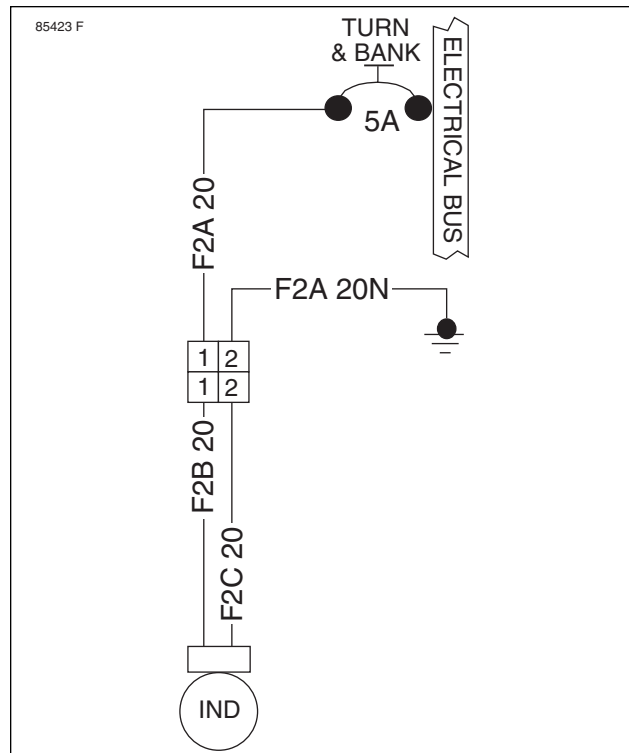 85423 F
TURN
& BANK
ELECTRICAL BUS
5A
F2A 20
F2A 20N
1 2
1 2
F2B 20
F2C 20
IND